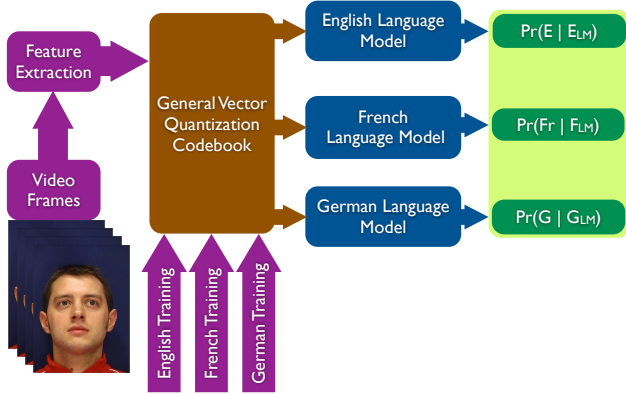 Feature
Extraction
Video
Frames
General Vector
Quantization
Codebook
English Training
French Training
German Training
English Language
Model
French
Language Model
German Language
Model
Pr(E | ELM)
Pr(Fr | FLM)
Pr(G | GLM)